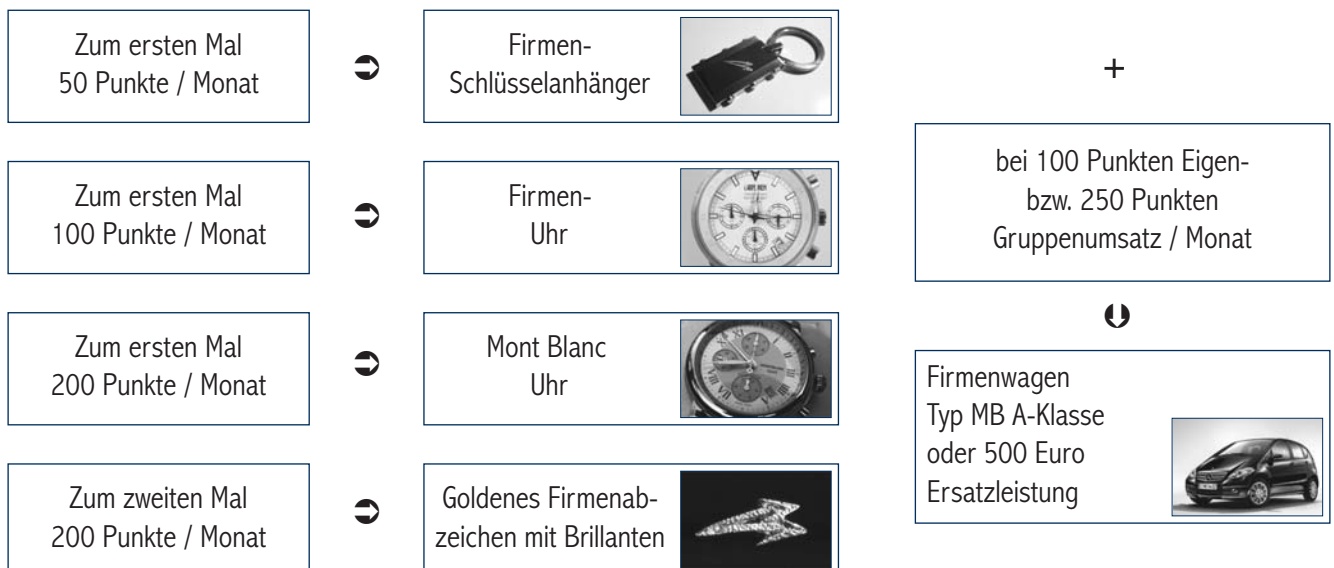 Zum ersten Mal
50 Punkte / Monat
Firmen-
Schlüsselanhänger
Zum ersten Mal
100 Punkte / Monat
Firmen-
Uhr
Zum ersten Mal
200 Punkte / Monat
Mont Blanc
Uhr
Zum zweiten Mal
200 Punkte / Monat
Goldenes Firmenab-
zeichen mit Brillanten
+
bei 100 Punkten Eigen-
bzw. 250 Punkten
Gruppenumsatz / Monat
Firmenwagen
Typ MB A-Klasse
oder 500 Euro
Ersatzleistung